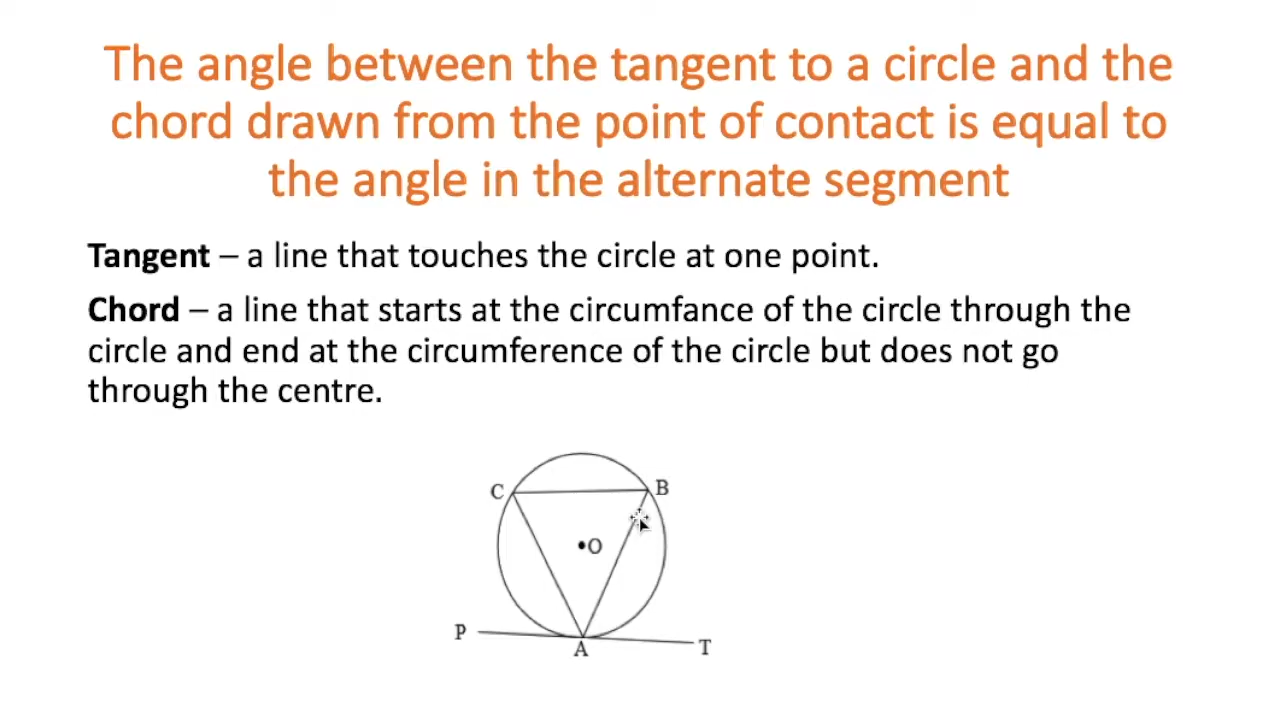 The angle between the tangent to a circle and the
chord drawn from the point of contact is equal to
the angle in the alternate segment
Tangent – a line that touches the circle at one point.
Chord – a line that starts at the circumfance of the circle through the
circle and end at the circumference of the circle but does not go
through the centre.
C
B
O
P
A
T